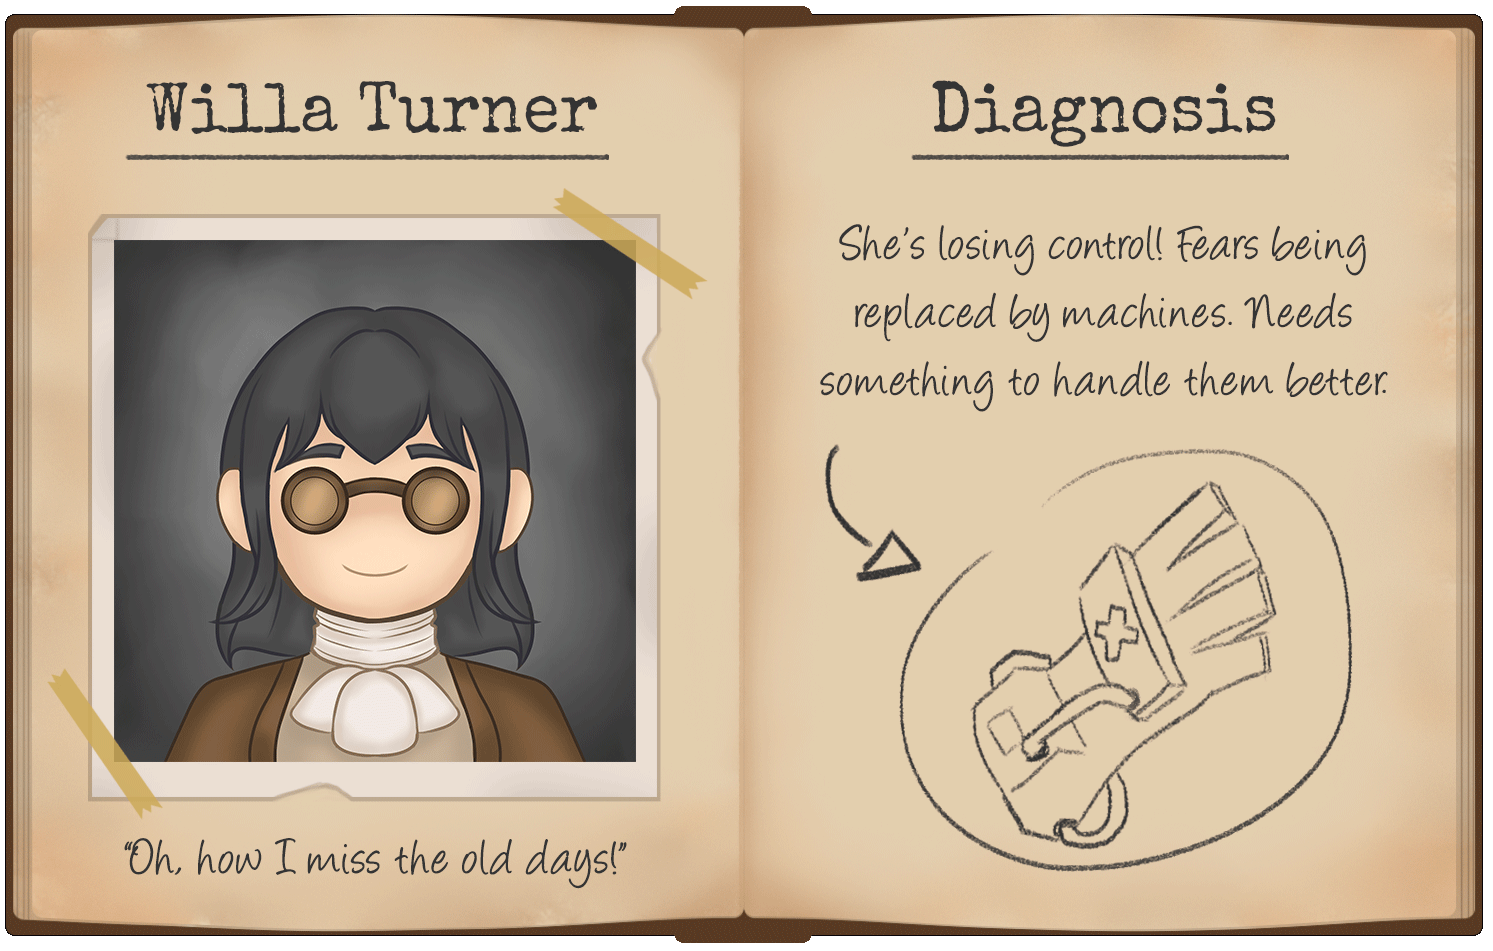 Willa Turner
“Oh, how I miss the old days!”
Diagnosis
She's losing control! Fears being
replaced by machines. Needs
something to handle them better.